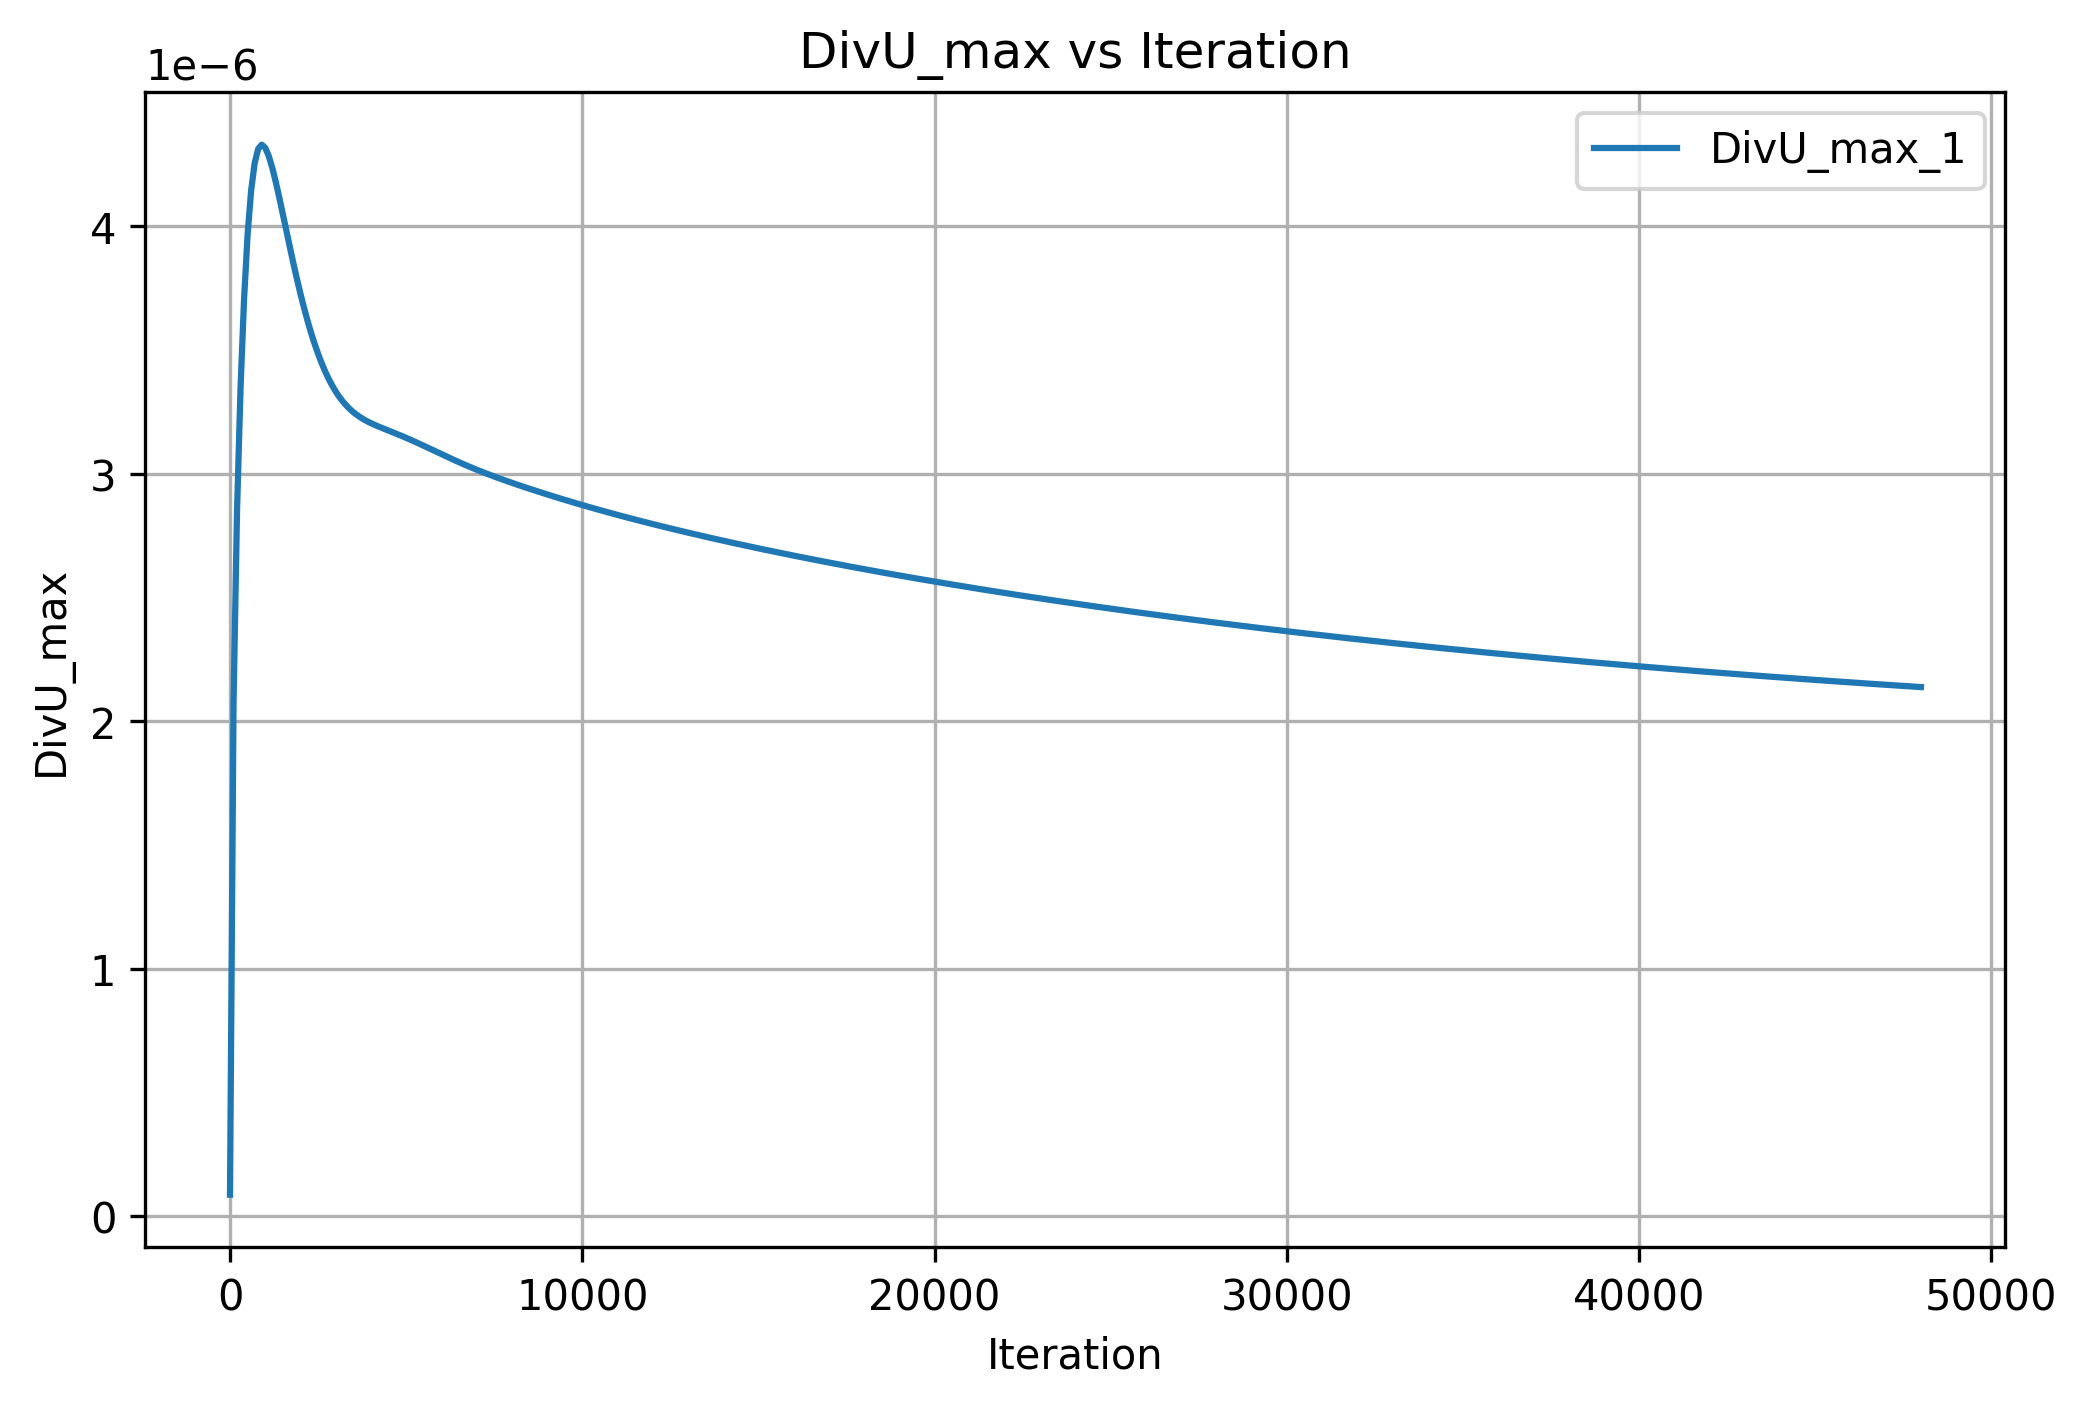 DivU_max vs Iteration
1e−6
DivU_max_1
4
3
2
1
0
DivU_max
0 10000 20000 30000 40000 50000
Iteration